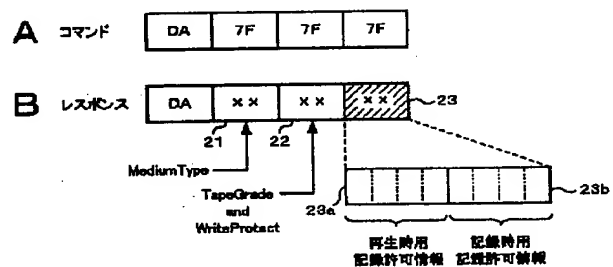 A コマンド DA 7F 7F 7F
B レスポンス DA ×× ×× ×× 23
21 22
MediumType
TapeGrade
and
WriteProtect
23a 23b
再生時用 記録時用
記録許可情報 記録許可情報